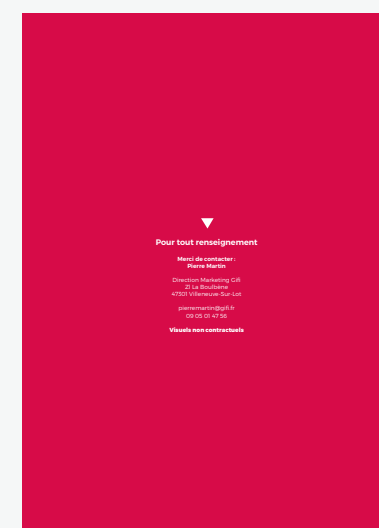 Pour tout renseignement
Merci de contacter :
Pierre Martin
Direction Marketing Gifi
ZI La Boulbène
47301 Villeneuve-Sur-Lot
pierremartin@gifi.fr
09 05 01 47 56
Visuels non contractuels